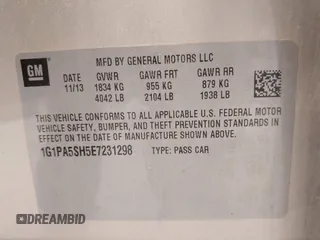 GM
MFD BY GENERAL MOTORS LLC
DATE GVWR GAWR FRT GAWR RR
11/13 1834 KG 955 KG 879 KG
4042 LB 2104 LB 1938 LB
THIS VEHICLE CONFORMS TO ALL APPLICABLE U.S. FEDERAL MOTOR
VEHICLE SAFETY, BUMPER, AND THEFT PREVENTION STANDARDS IN
EFFECT ON THE DATE OF MANUFACTURE SHOWN ABOVE.
1G1PA5SH5E7231298 TYPE: PASS CAR
DREAMBID